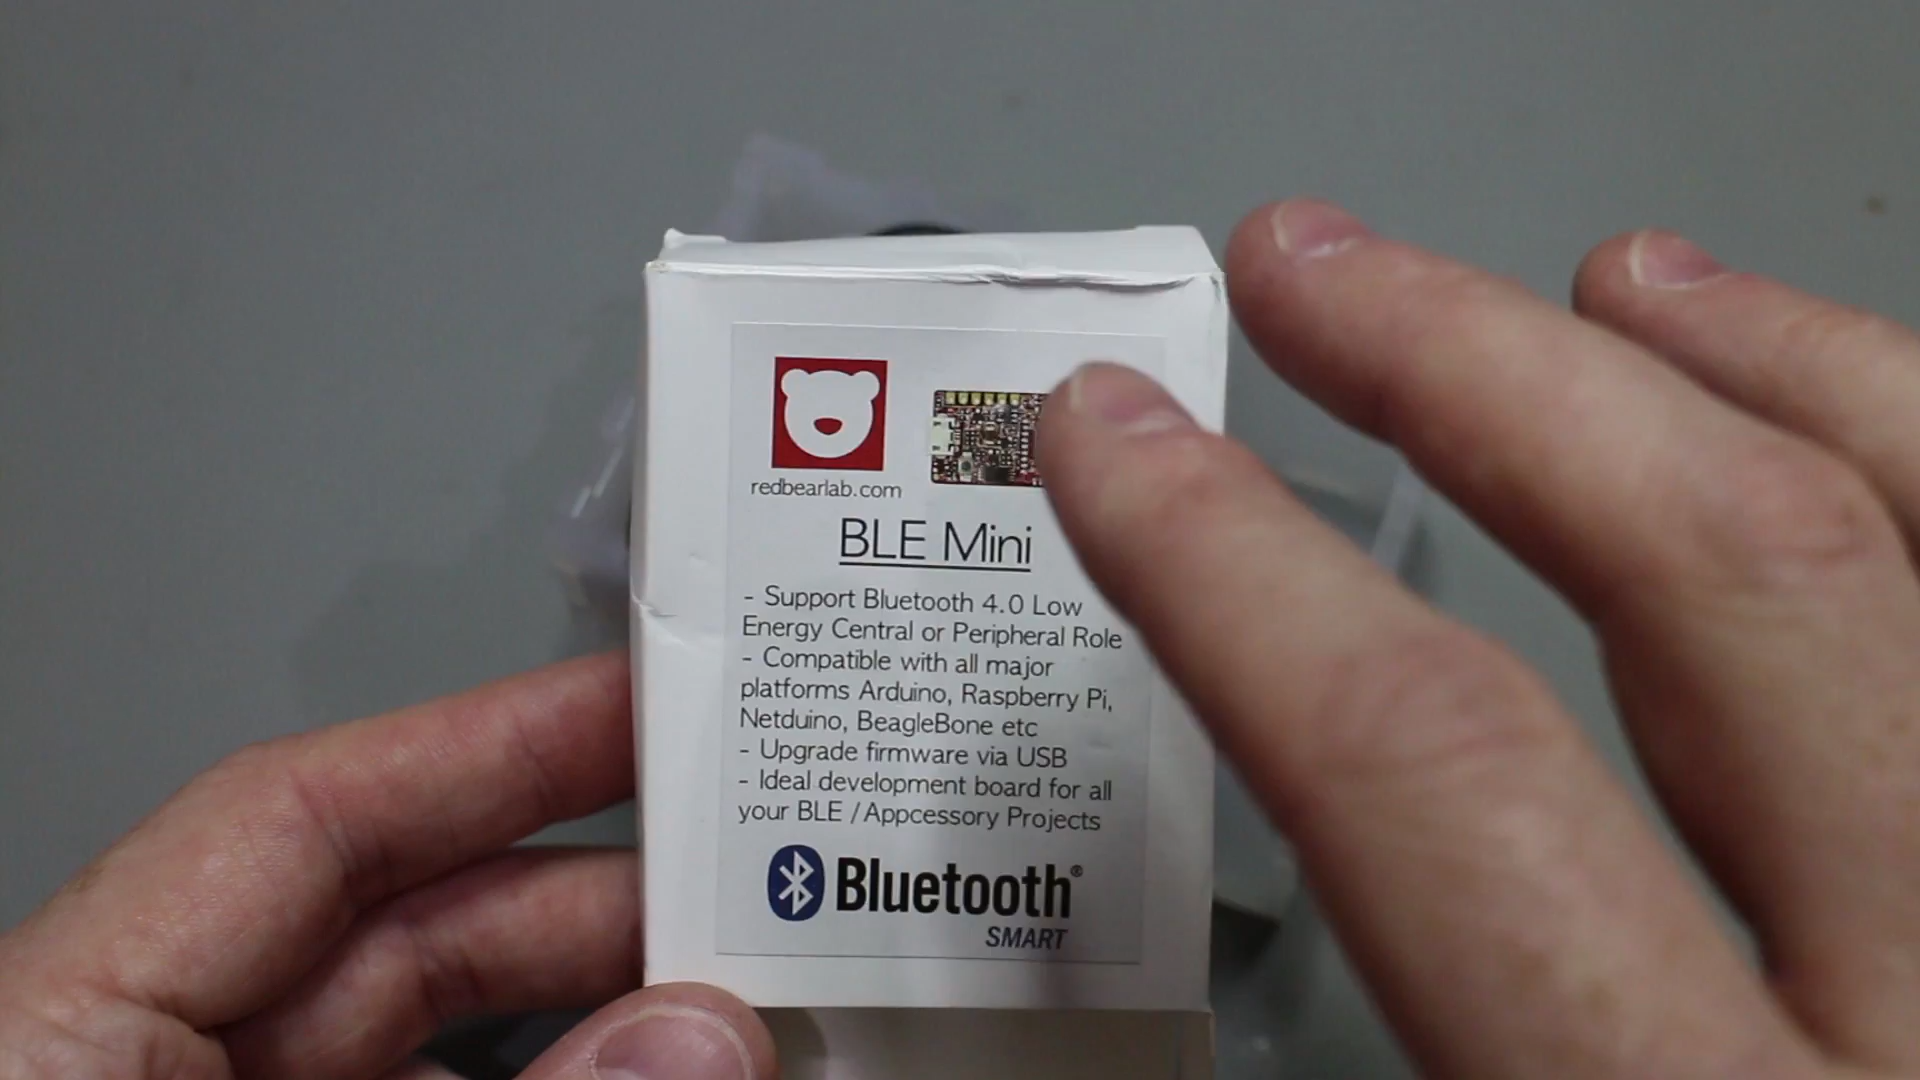 redbearlab.com
BLE Mini
- Support Bluetooth 4.0 Low
Energy Central or Peripheral Role
- Compatible with all major
platforms Arduino, Raspberry Pi,
Netduino, BeagleBone etc
- Upgrade firmware via USB
- Ideal development board for all
your BLE / Appcessory Projects
Bluetooth®
SMART